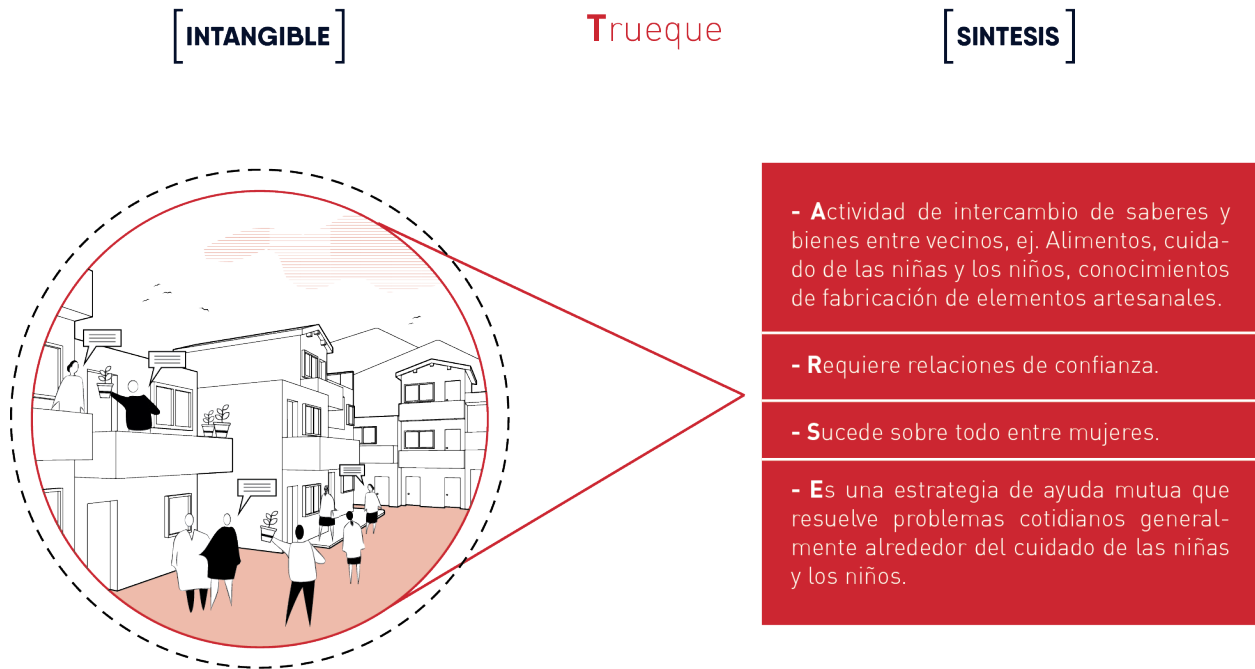 [INTANGIBLE]
Trueque
[SINTESIS]
- Actividad de intercambio de saberes y
bienes entre vecinos, ej. Alimentos, cuida-
do de las niñas y los niños, conocimientos
de fabricación de elementos artesanales.
- Requiere relaciones de confianza.
- Sucede sobre todo entre mujeres.
- Es una estrategia de ayuda mutua que
resuelve problemas cotidianos general-
mente alrededor del cuidado de las niñas
y los niños.